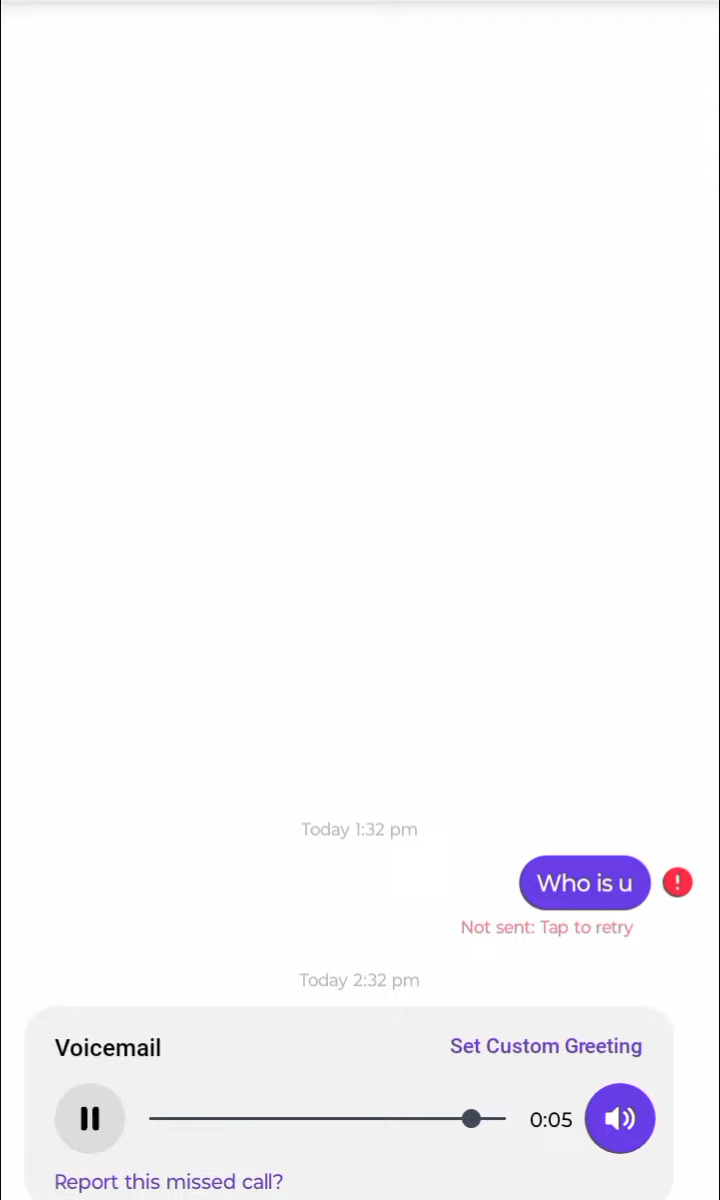 Today 1:32 pm
Who is u
Not sent: Tap to retry
Today 2:32 pm
Voicemail
Set Custom Greeting
0:05
Report this missed call?